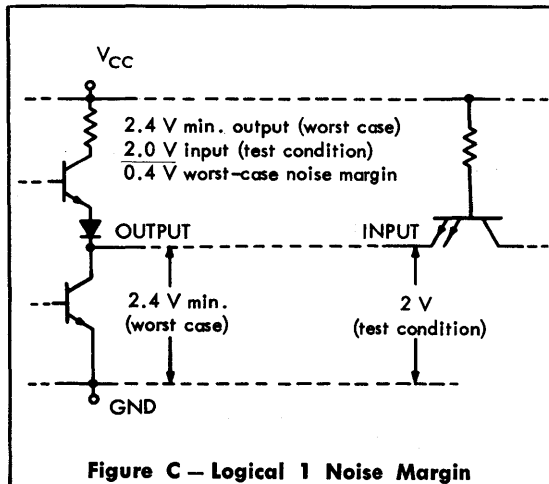 VCC
2.4 V min. output (worst case)
2.0 V input (test condition)
0.4 V worst-case noise margin
OUTPUT
INPUT
2.4 V min.
(worst case)
2 V
(test condition)
GND
Figure C — Logical 1 Noise Margin